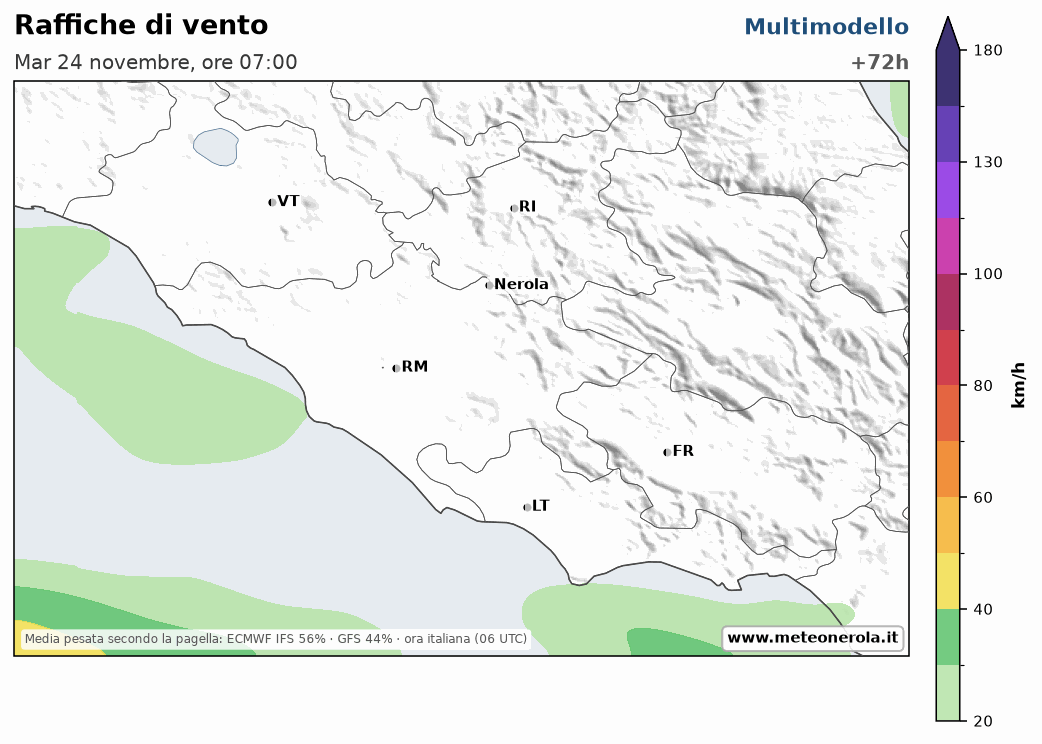 Raffiche di vento
Multimodello
Mar 24 novembre, ore 07:00
+72h
VT
RI
Nerola
RM
FR
LT
Media pesata secondo la pagella: ECMWF IFS 56% · GFS 44% · ora italiana (06 UTC)
www.meteonerola.it
180
130
100
80
60
40
20
km/h